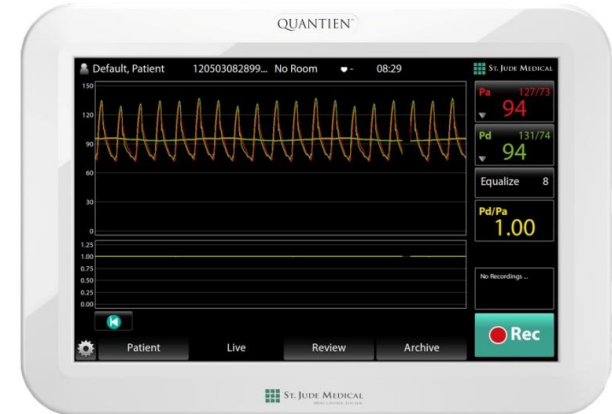 QUANTIEN™
Default, Patient 120503082899... No Room ♥- 08:29 ST. JUDE MEDICAL
150
120
90
60
30
0
Pa 127/73
94
Pd 131/74
94
Equalize 8
Pd/Pa
1.00
1.25
1.00
0.75
0.50
0.25
0.00
No Recordings ...
Rec
Patient Live Review Archive
ST. JUDE MEDICAL